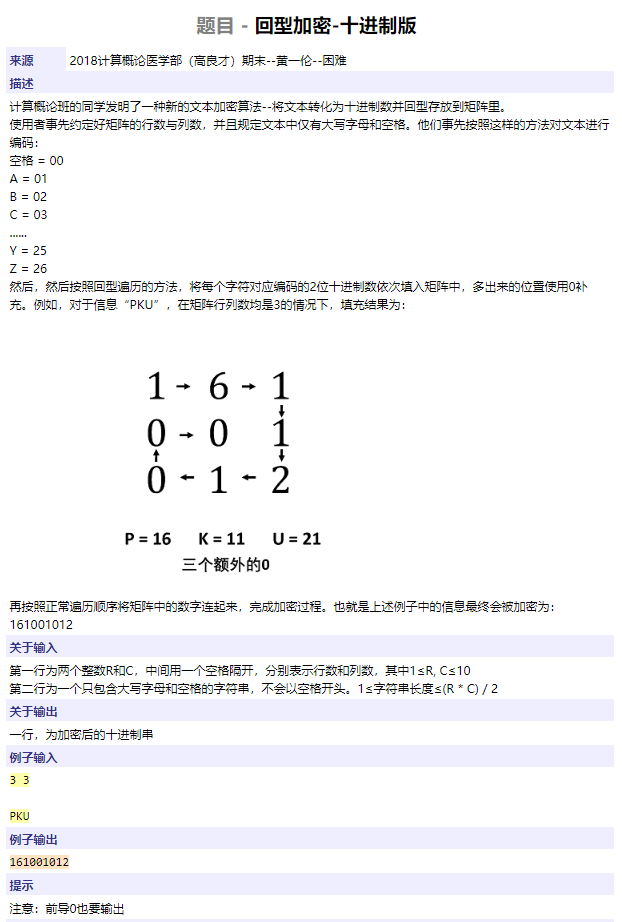 题目 - 回型加密-十进制版
来源 2018计算概论医学部（高良才）期末--黄一伦--困难
描述
计算概论班的同学发明了一种新的文本加密算法--将文本转化为十进制数并回型存放到矩阵里。
使用者事先约定好矩阵的行数与列数，并且规定文本中仅有大写字母和空格。他们事先按照这样的方法对文本进行
编码：
空格 = 00
A = 01
B = 02
C = 03
......
Y = 25
Z = 26
然后，然后按照回型遍历的方法，将每个字符对应编码的2位十进制数依次填入矩阵中，多出来的位置使用0补
充。例如，对于信息“PKU”，在矩阵行列数均是3的情况下，填充结果为：
1 → 6 → 1
↓
0 → 0 1
↑ ↓
0 ← 1 ← 2
P = 16 K = 11 U = 21
三个额外的0
再按照正常遍历顺序将矩阵中的数字连起来，完成加密过程。也就是上述例子中的信息最终会被加密为：
161001012
关于输入
第一行为两个整数R和C，中间用一个空格隔开，分别表示行数和列数，其中1≤R, C≤10
第二行为一个只包含大写字母和空格的字符串，不会以空格开头。1≤字符串长度≤(R * C) / 2
关于输出
一行，为加密后的十进制串
例子输入
3 3
PKU
例子输出
161001012
提示
注意：前导0也要输出